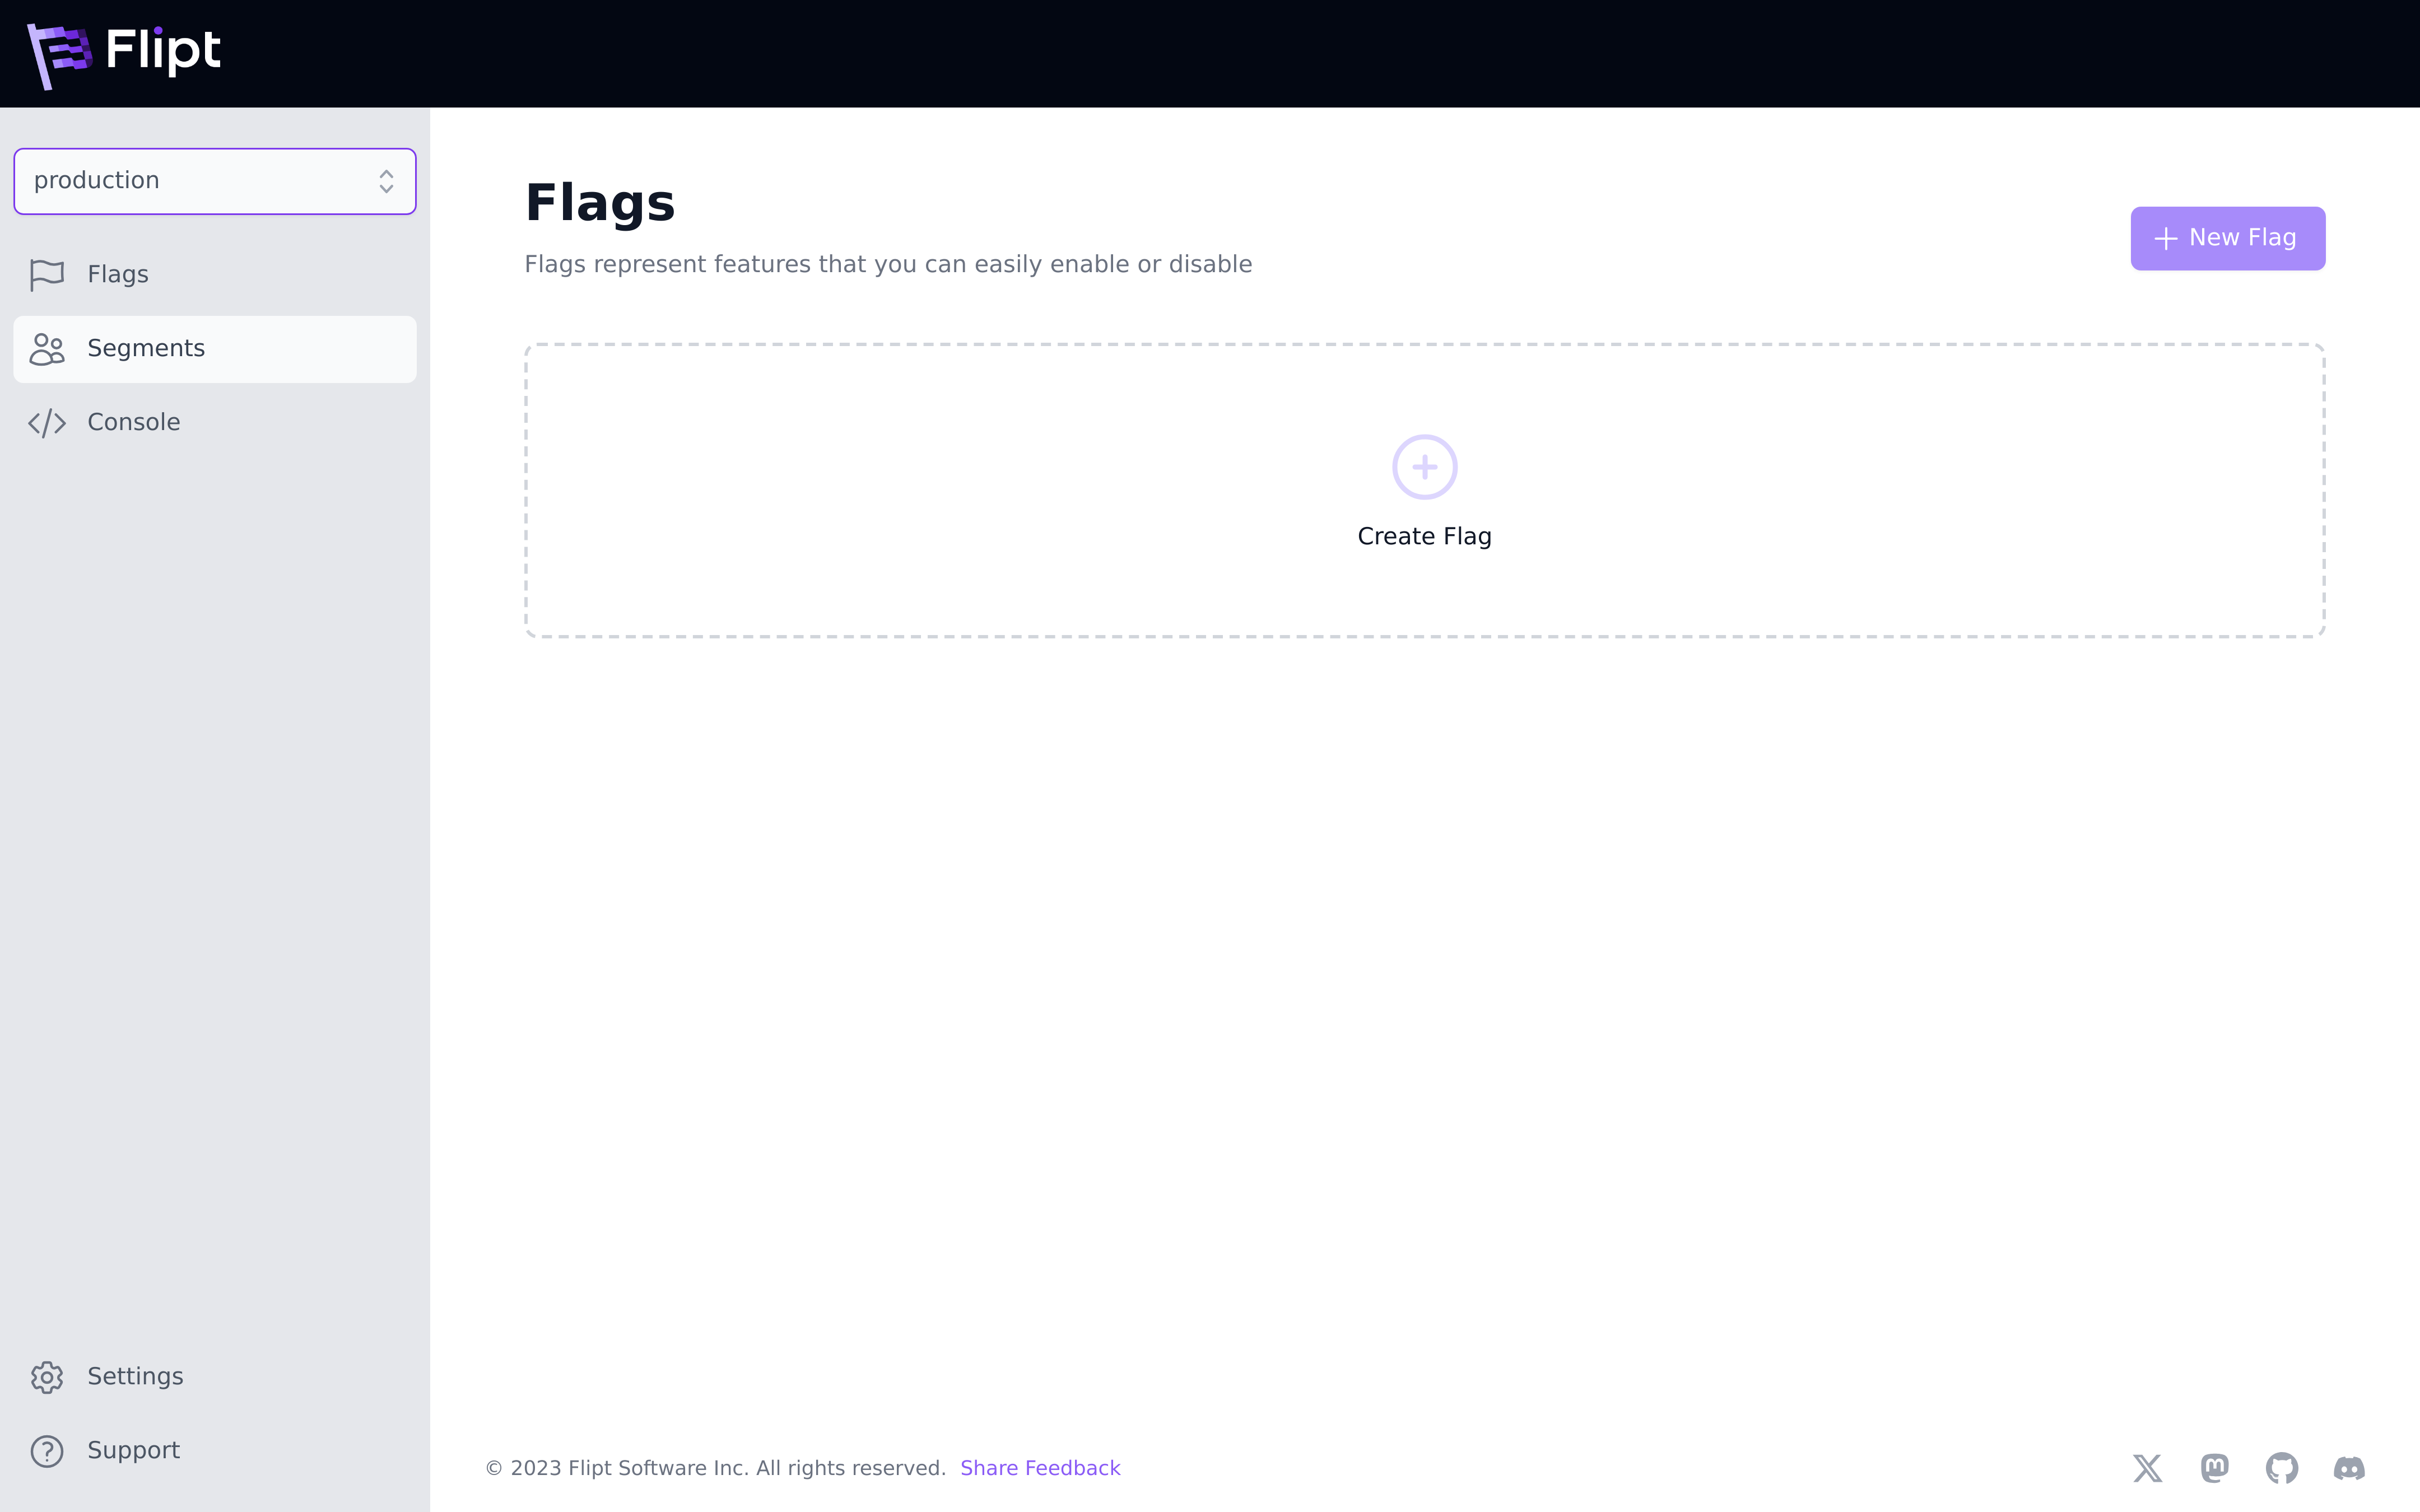 Flipt
production
Flags
Segments
Console
Settings
Support
Flags
Flags represent features that you can easily enable or disable
New Flag
Create Flag
© 2023 Flipt Software Inc. All rights reserved. Share Feedback